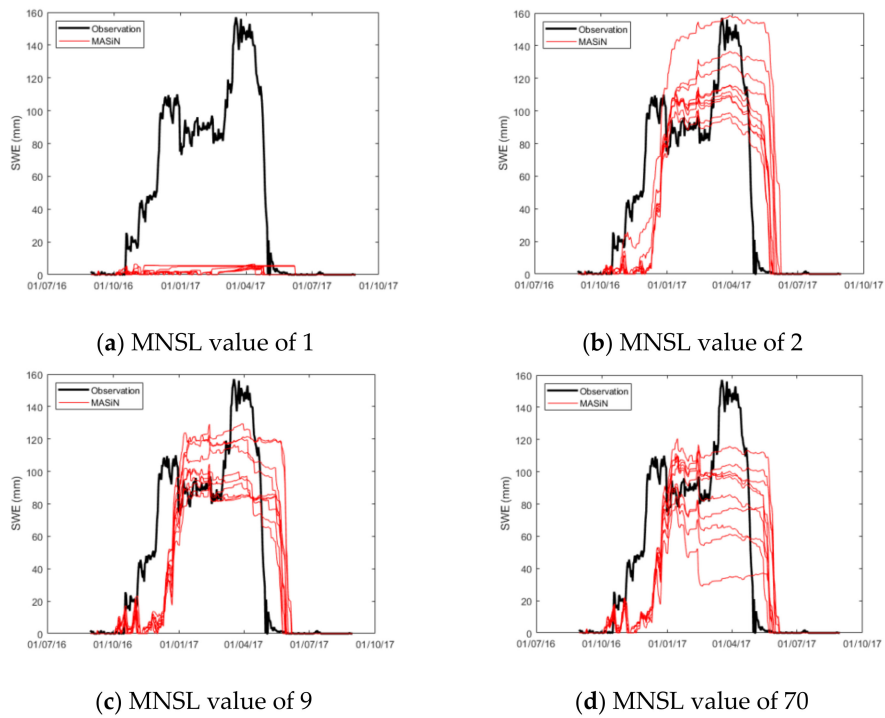 160
140
120
100
80
60
40
20
0
SWE (mm)
Observation
MASiN
01/07/16 01/10/16 01/01/17 01/04/17 01/07/17 01/10/17
(a) MNSL value of 1
160
140
120
100
80
60
40
20
0
SWE (mm)
Observation
MASiN
01/07/16 01/10/16 01/01/17 01/04/17 01/07/17 01/10/17
(b) MNSL value of 2
160
140
120
100
80
60
40
20
0
SWE (mm)
Observation
MASiN
01/07/16 01/10/16 01/01/17 01/04/17 01/07/17 01/10/17
(c) MNSL value of 9
160
140
120
100
80
60
40
20
0
SWE (mm)
Observation
MASiN
01/07/16 01/10/16 01/01/17 01/04/17 01/07/17 01/10/17
(d) MNSL value of 70